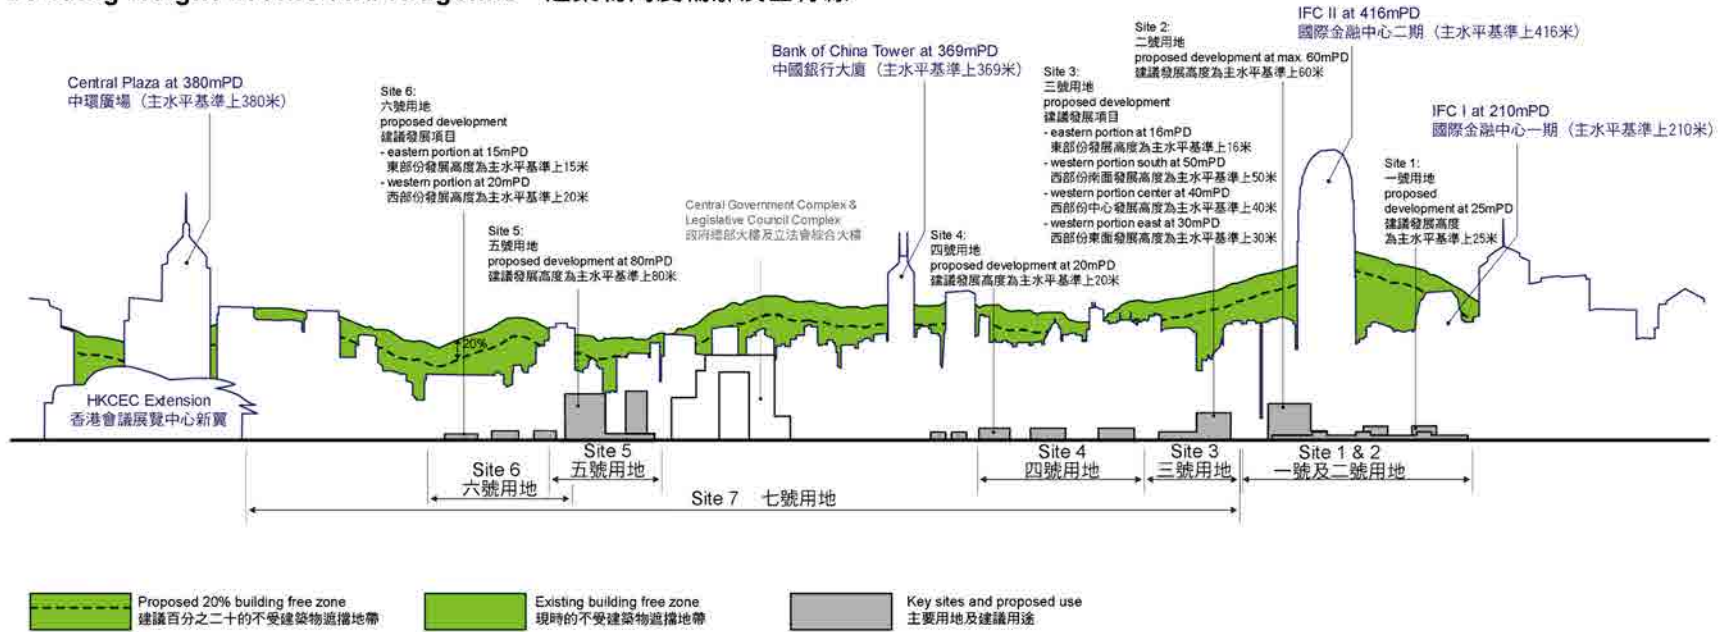 Central Plaza at 380mPD
中環廣場（主水平基準上380米）
Site 6:
六號用地
proposed development
建議發展項目
- eastern portion at 15mPD
東部份發展高度為主水平基準上15米
- western portion at 20mPD
西部份發展高度為主水平基準上20米
Site 5:
五號用地
proposed development at 80mPD
建議發展高度為主水平基準上80米
Central Government Complex &
Legislative Council Complex
政府總部大樓及立法會綜合大樓
Bank of China Tower at 369mPD
中國銀行大廈（主水平基準上369米）
Site 4:
四號用地
proposed development at 20mPD
建議發展高度為主水平基準上20米
Site 3:
三號用地
proposed development
建議發展項目
- eastern portion at 16mPD
東部份發展高度為主水平基準上16米
- western portion south at 50mPD
西部份南面發展高度為主水平基準上50米
- western portion center at 40mPD
西部份中心發展高度為主水平基準上40米
- western portion east at 30mPD
西部份東面發展高度為主水平基準上30米
Site 2:
二號用地
proposed development at max. 60mPD
建議發展高度為主水平基準上60米
IFC II at 416mPD
國際金融中心二期（主水平基準上416米）
IFC I at 210mPD
國際金融中心一期（主水平基準上210米）
Site 1:
一號用地
proposed
development at 25mPD
建議發展高度
為主水平基準上25米
20%
HKCEC Extension
香港會議展覽中心新翼
Site 6
六號用地
Site 5
五號用地
Site 4
四號用地
Site 3
三號用地
Site 1 & 2
一號及二號用地
Site 7 七號用地
Proposed 20% building free zone
建議百分之二十的不受建築物遮擋地帶
Existing building free zone
現時的不受建築物遮擋地帶
Key sites and proposed use
主要用地及建議用途